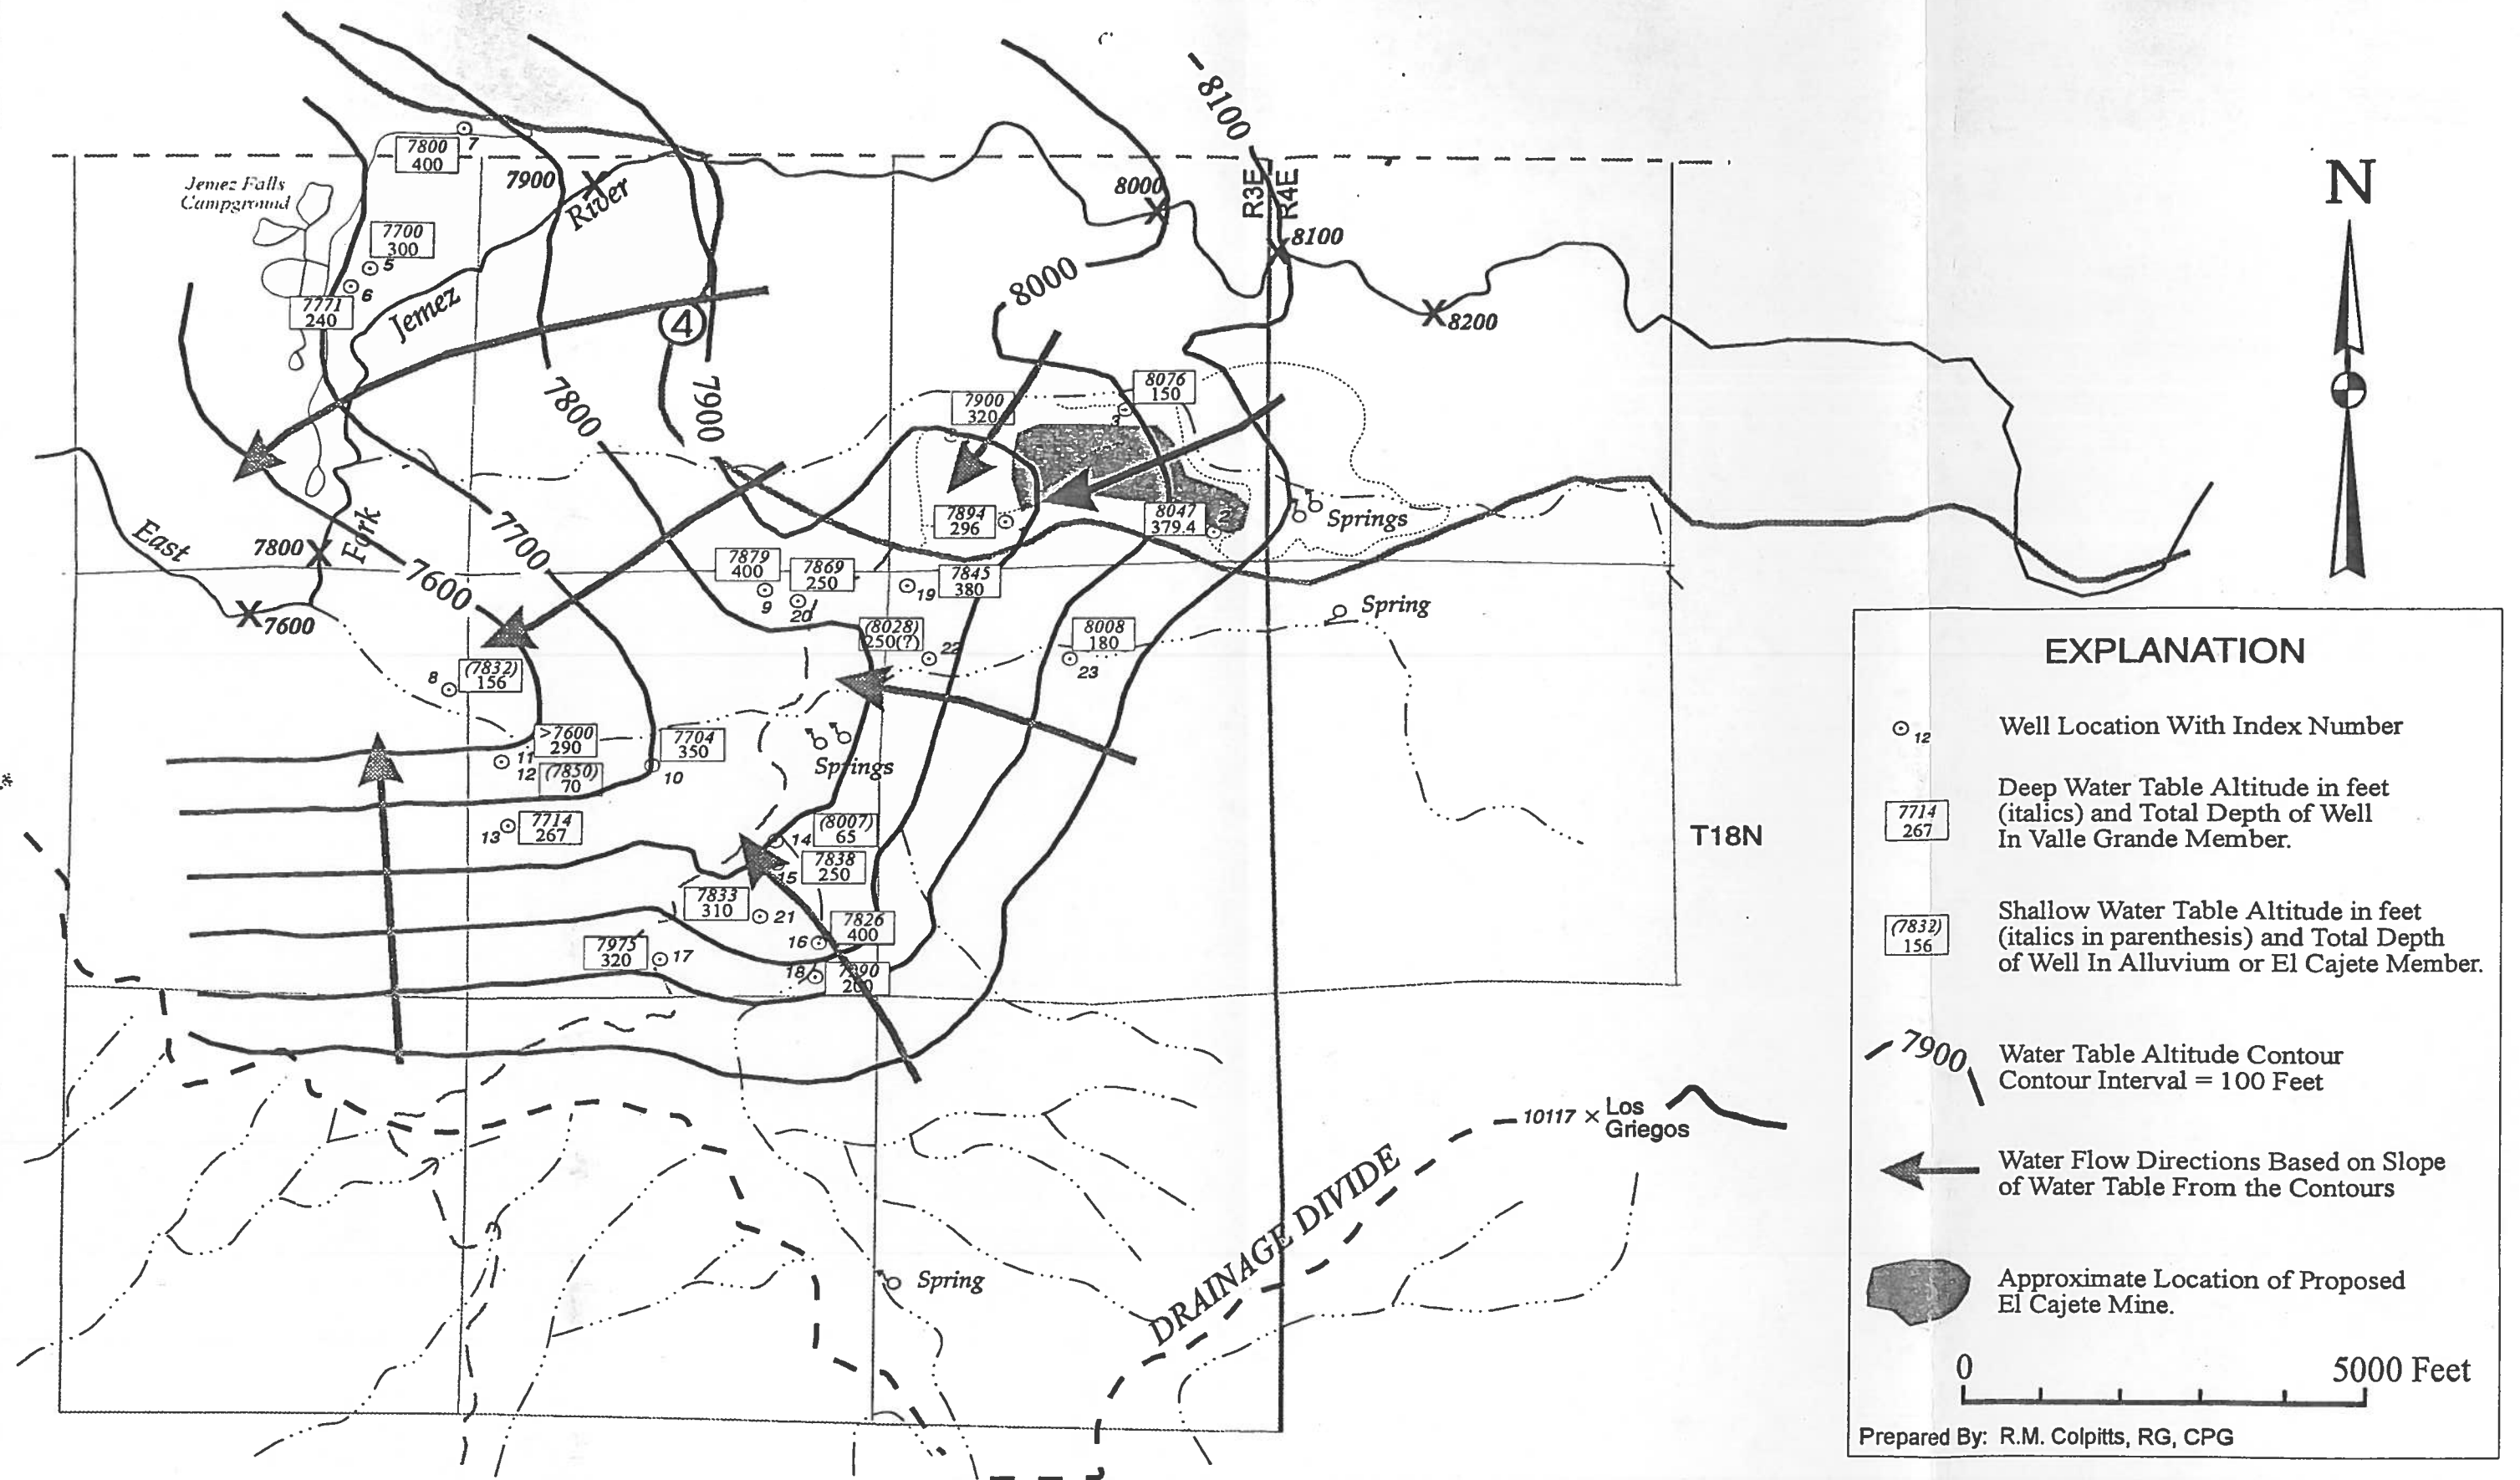 8100
7
7800
400
Jemez Falls
Campground
7900
River
8000
R3E
R4E
7700
300
5
6
7771
240
Jemez
4
8000
8100
8200
N
7800
7900
7900
320
8076
150
3
East
7800
Fork
7700
7894
296
8047
379.4
2
Springs
7600
7600
7879
400
9
7869
250
20
19
7845
380
Spring
(8028)
250(?)
22
8008
180
23
8
(7832)
156
>7600
290
11
12
(7850)
70
7704
350
10
Springs
13
7714
267
14
(8007)
65
7838
250
15
T18N
7833
310
21
7826
400
16
7975
320
17
18
200
10117 × Los
Griegos
DRAINAGE DIVIDE
Spring
EXPLANATION
12
Well Location With Index Number
7714
267
Deep Water Table Altitude in feet
(italics) and Total Depth of Well
In Valle Grande Member.
(7832)
156
Shallow Water Table Altitude in feet
(italics in parenthesis) and Total Depth
of Well In Alluvium or El Cajete Member.
7900
Water Table Altitude Contour
Contour Interval = 100 Feet
Water Flow Directions Based on Slope
of Water Table From the Contours
Approximate Location of Proposed
El Cajete Mine.
0 5000 Feet
Prepared By: R.M. Colpitts, RG, CPG